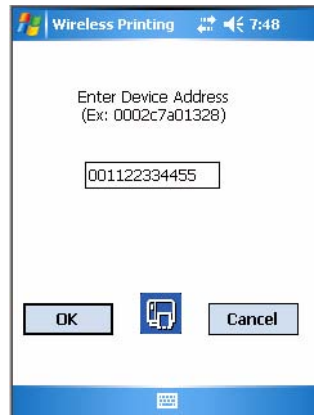 Wireless Printing 7:48
Enter Device Address
(Ex: 0002c7a01328)
001122334455
OK Cancel